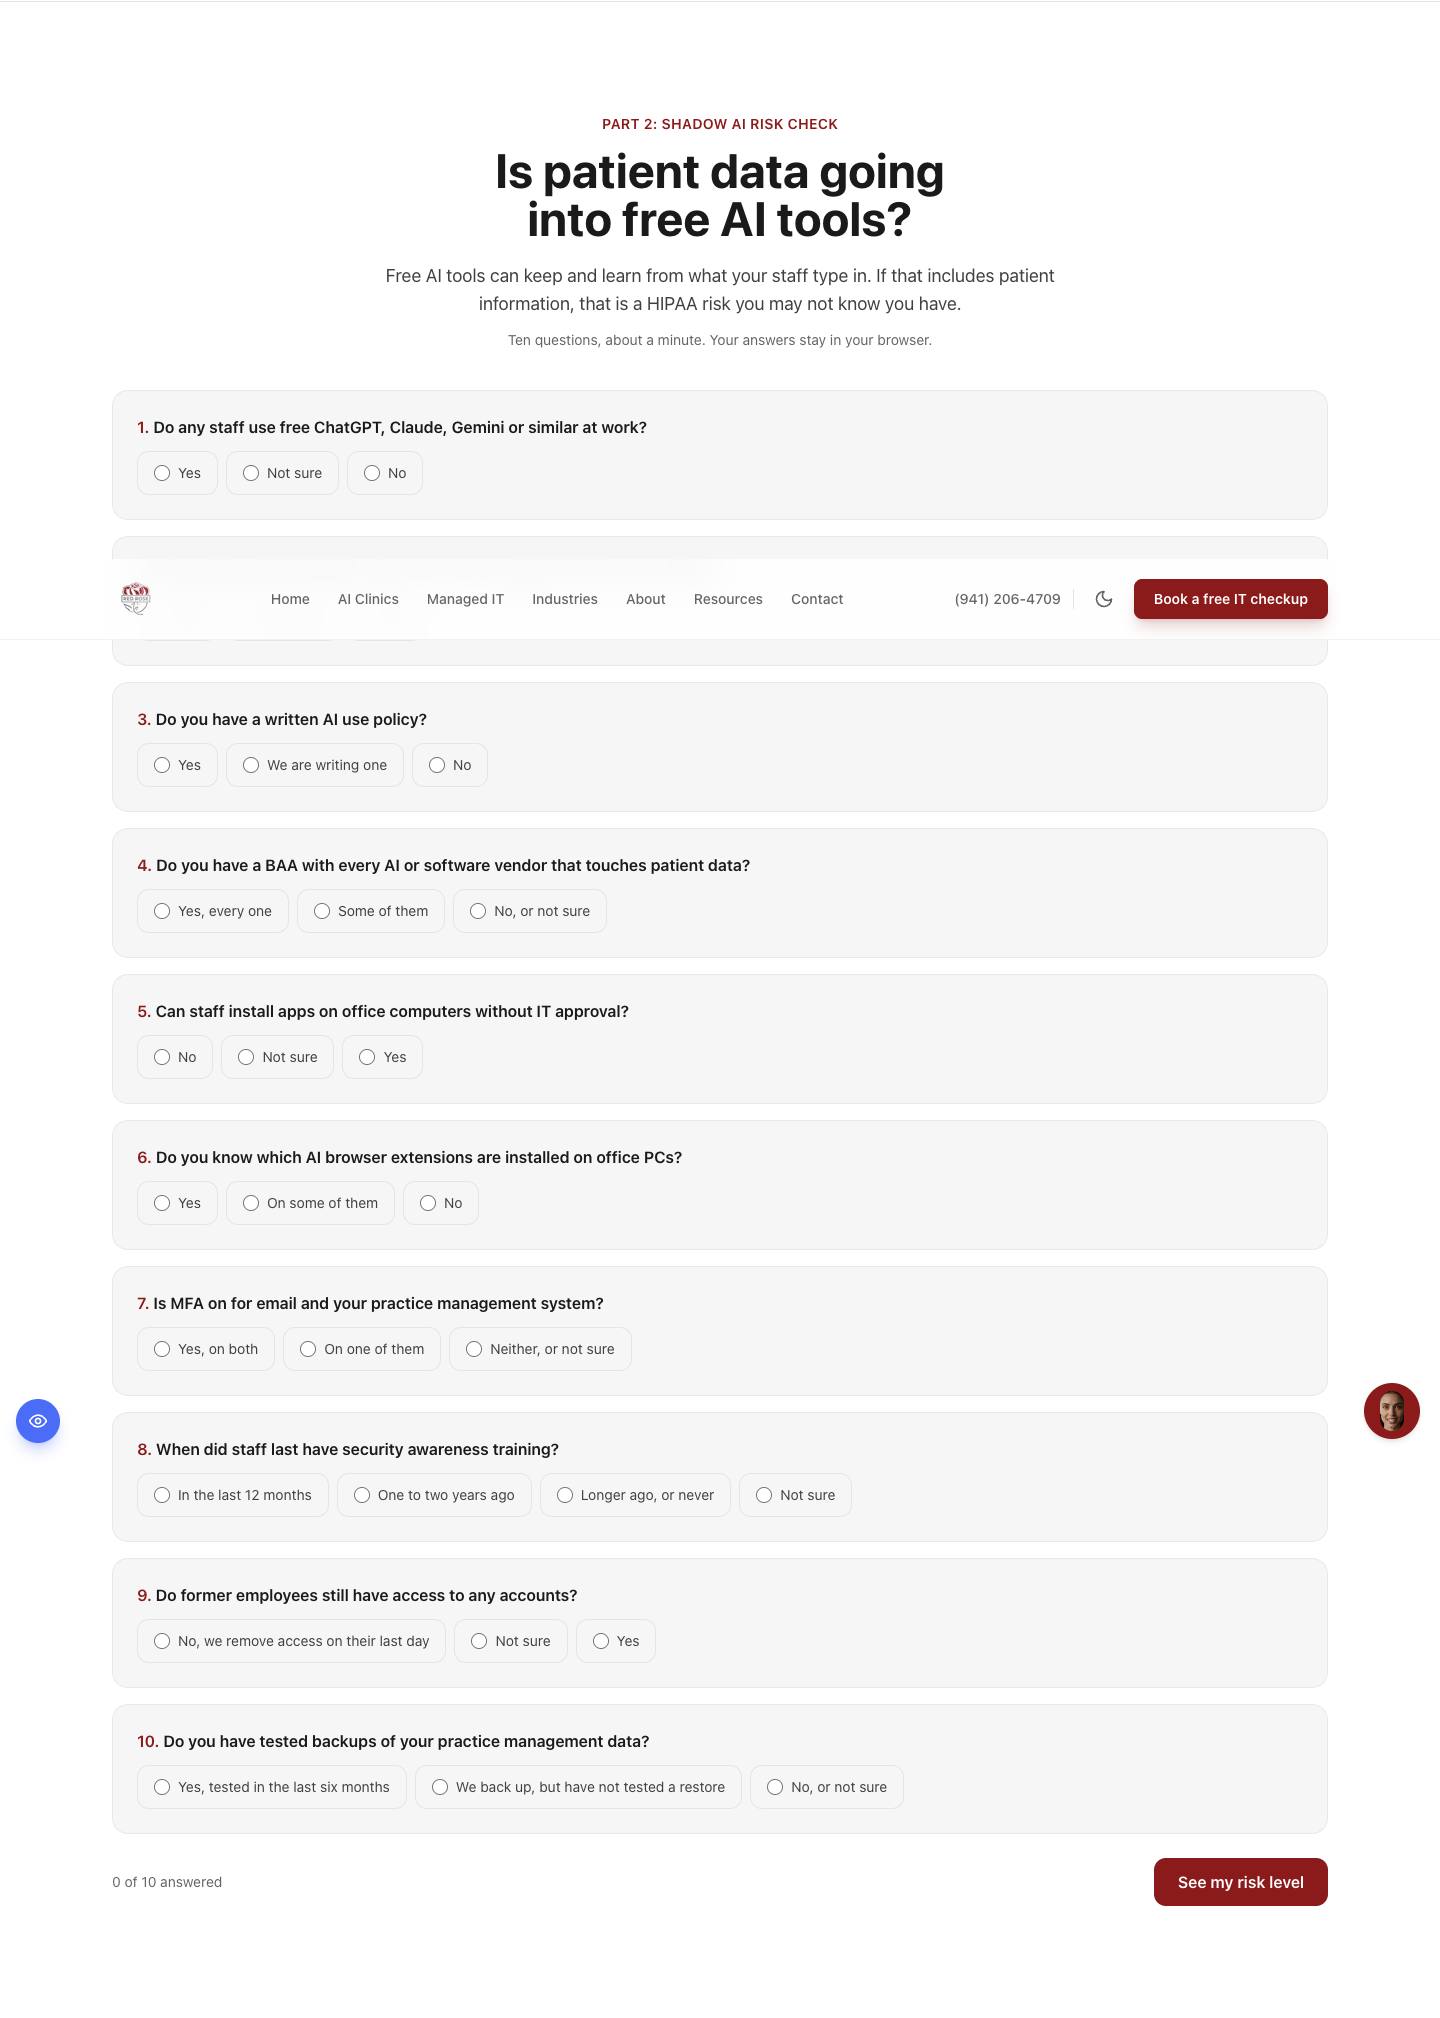 PART 2: SHADOW AI RISK CHECK
Is patient data going
into free AI tools?
Free AI tools can keep and learn from what your staff type in. If that includes patient
information, that is a HIPAA risk you may not know you have.
Ten questions, about a minute. Your answers stay in your browser.
1. Do any staff use free ChatGPT, Claude, Gemini or similar at work?
Yes Not sure No
Home AI Clinics Managed IT Industries About Resources Contact (941) 206-4709 Book a free IT checkup
3. Do you have a written AI use policy?
Yes We are writing one No
4. Do you have a BAA with every AI or software vendor that touches patient data?
Yes, every one Some of them No, or not sure
5. Can staff install apps on office computers without IT approval?
No Not sure Yes
6. Do you know which AI browser extensions are installed on office PCs?
Yes On some of them No
7. Is MFA on for email and your practice management system?
Yes, on both On one of them Neither, or not sure
8. When did staff last have security awareness training?
In the last 12 months One to two years ago Longer ago, or never Not sure
9. Do former employees still have access to any accounts?
No, we remove access on their last day Not sure Yes
10. Do you have tested backups of your practice management data?
Yes, tested in the last six months We back up, but have not tested a restore No, or not sure
0 of 10 answered See my risk level